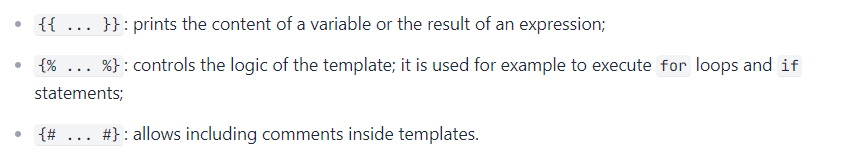 • {{ ... }}: prints the content of a variable or the result of an expression;
• {% ... %}: controls the logic of the template; it is used for example to execute for loops and if
statements;
• {# ... #}: allows including comments inside templates.